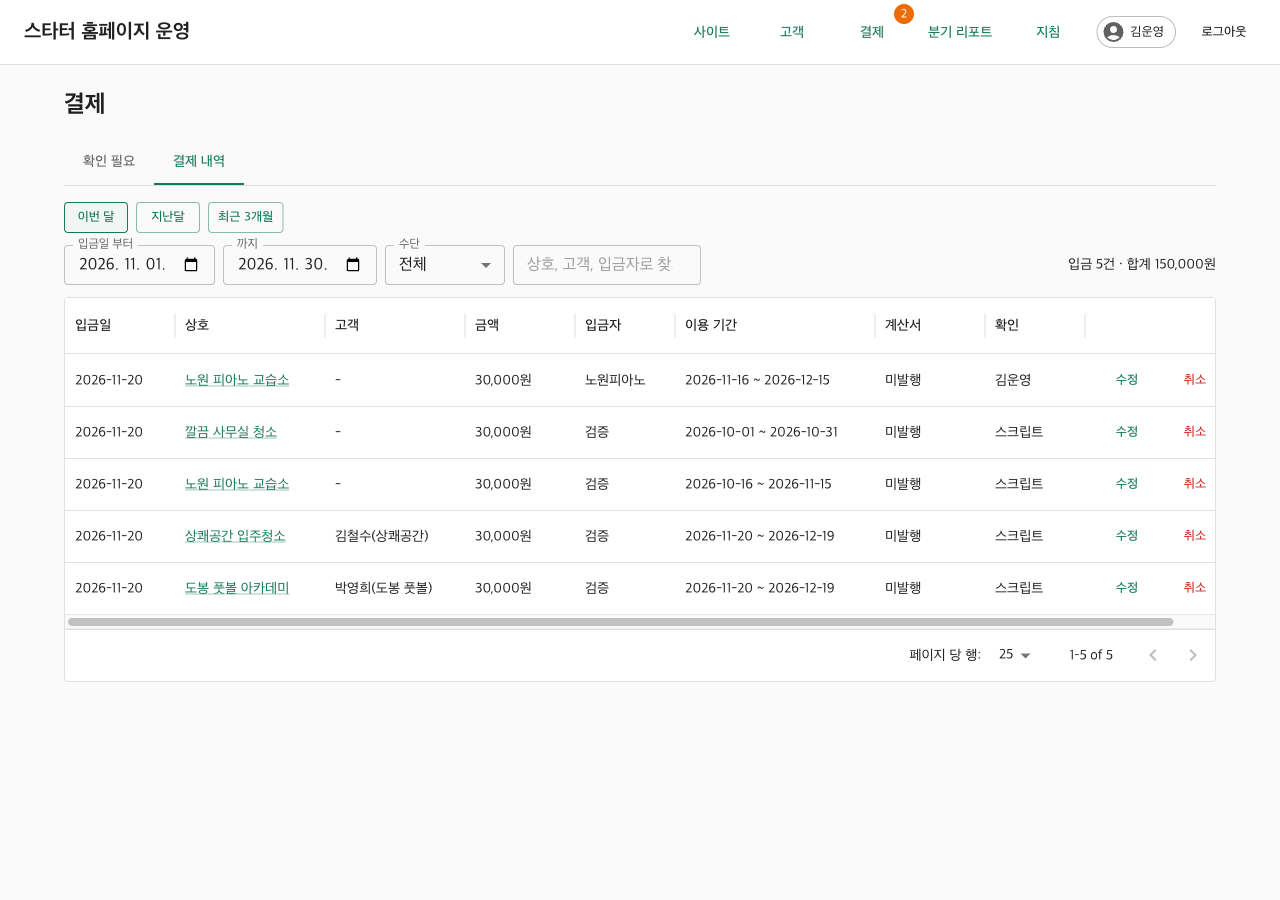 스타터 홈페이지 운영
사이트
고객
결제
2
분기 리포트
지침
김운영
로그아웃
결제
확인 필요
결제 내역
이번 달
지난달
최근 3개월
입금일 부터
2026. 11. 01.
까지
2026. 11. 30.
수단
전체
상호, 고객, 입금자로 찾
입금 5건 · 합계 150,000원
입금일 상호 고객 금액 입금자 이용 기간 계산서 확인
2026-11-20 노원 피아노 교습소 - 30,000원 노원피아노 2026-11-16 ~ 2026-12-15 미발행 김운영 수정 취소
2026-11-20 깔끔 사무실 청소 - 30,000원 검증 2026-10-01 ~ 2026-10-31 미발행 스크립트 수정 취소
2026-11-20 노원 피아노 교습소 - 30,000원 검증 2026-10-16 ~ 2026-11-15 미발행 스크립트 수정 취소
2026-11-20 상쾌공간 입주청소 김철수(상쾌공간) 30,000원 검증 2026-11-20 ~ 2026-12-19 미발행 스크립트 수정 취소
2026-11-20 도봉 풋볼 아카데미 박영희(도봉 풋볼) 30,000원 검증 2026-11-20 ~ 2026-12-19 미발행 스크립트 수정 취소
페이지 당 행: 25 1-5 of 5